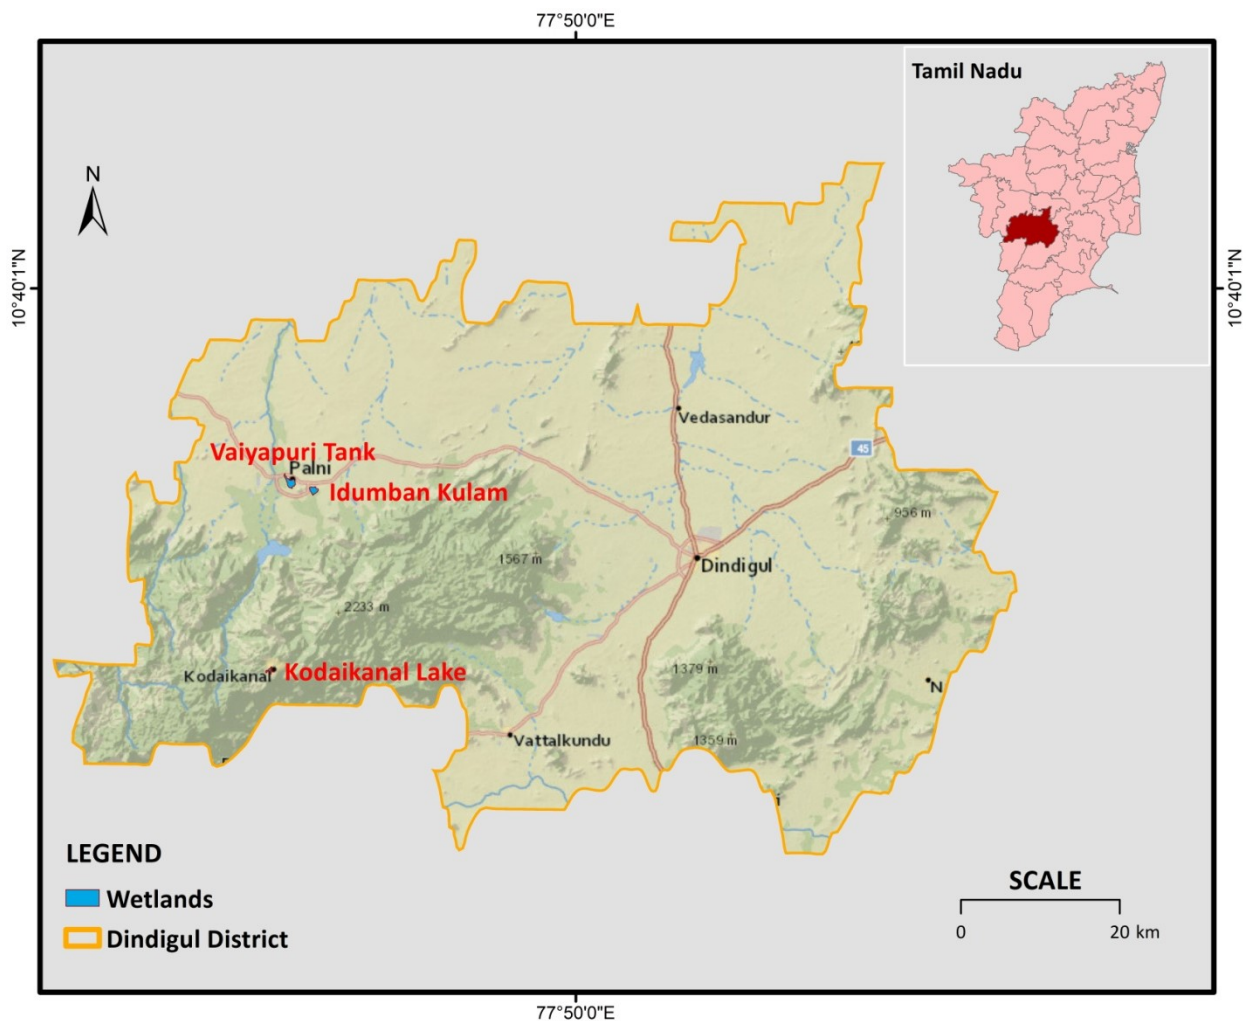 77°50'0"E
Tamil Nadu
N
10°40'1"N
10°40'1"N
Vedasandur
45
Vaiyapuri Tank
Palni
Idumban Kulam
956 m
1567 m
Dindigul
2233 m
Kodaikanal
Kodaikanal Lake
1379 m
N
Vattalkundu
1359 m
LEGEND
Wetlands
Dindigul District
SCALE
0
20 km
77°50'0"E